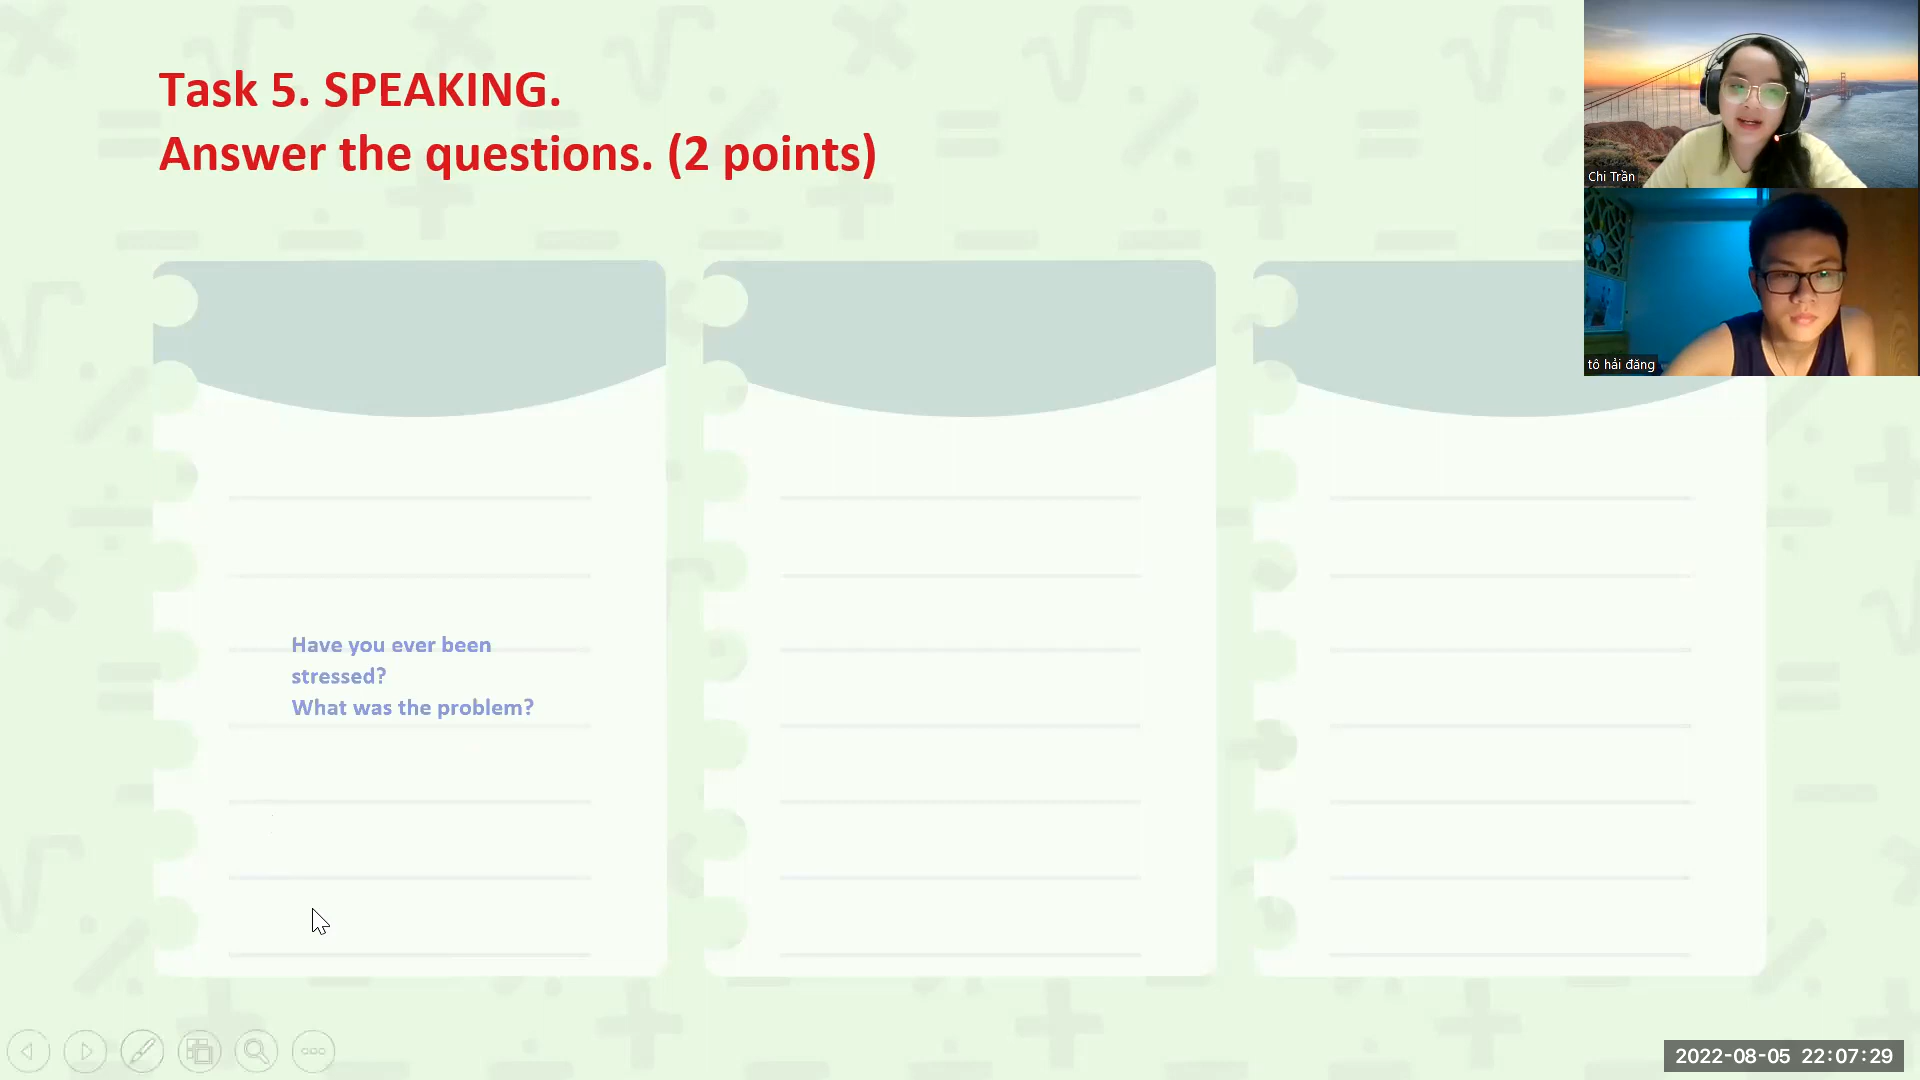 Task 5. SPEAKING.
Answer the questions. (2 points)
Chi Trần
tô hải đăng
Have you ever been
stressed?
What was the problem?
2022-08-05 22:07:29